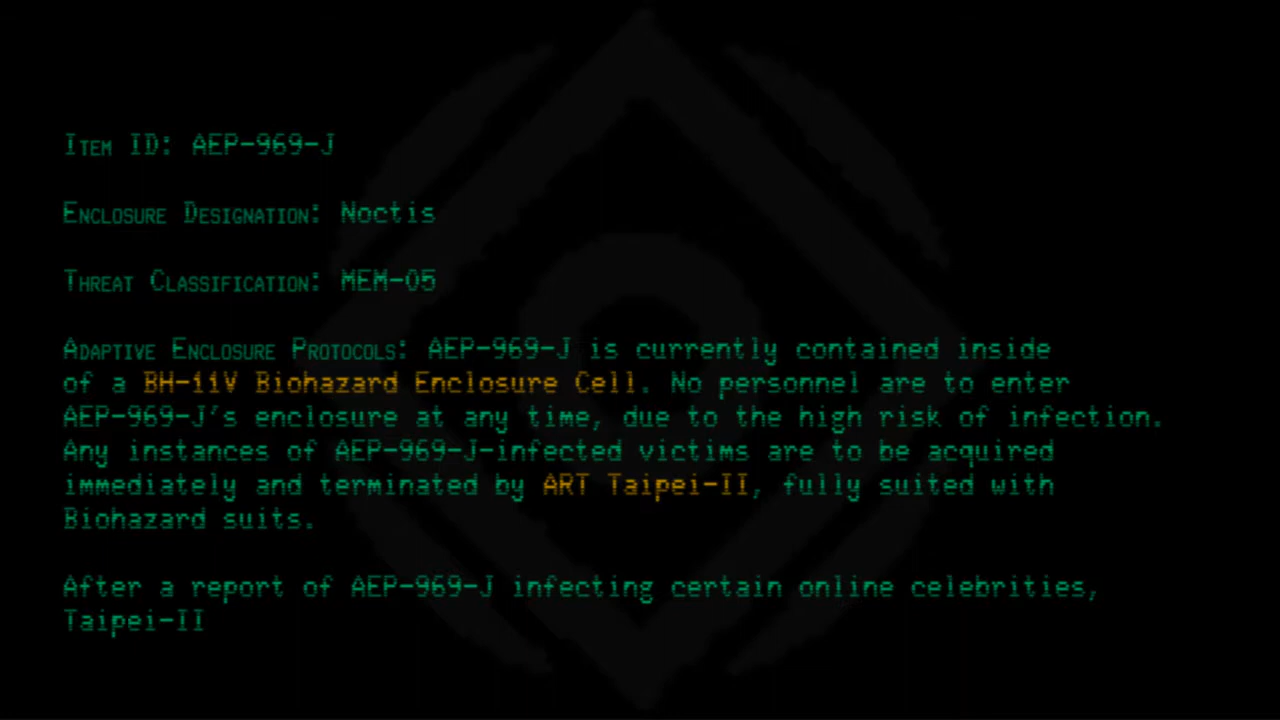 Item ID: AEP-969-J
Enclosure Designation: Noctis
Threat Classification: MEM-05
Adaptive Enclosure Protocols: AEP-969-J is currently contained inside
of a BH-11V Biohazard Enclosure Cell. No personnel are to enter
AEP-969-J's enclosure at any time, due to the high risk of infection.
Any instances of AEP-969-J-infected victims are to be acquired
immediately and terminated by ART Taipei-II, fully suited with
Biohazard suits.
After a report of AEP-969-J infecting certain online celebrities,
Taipei-II